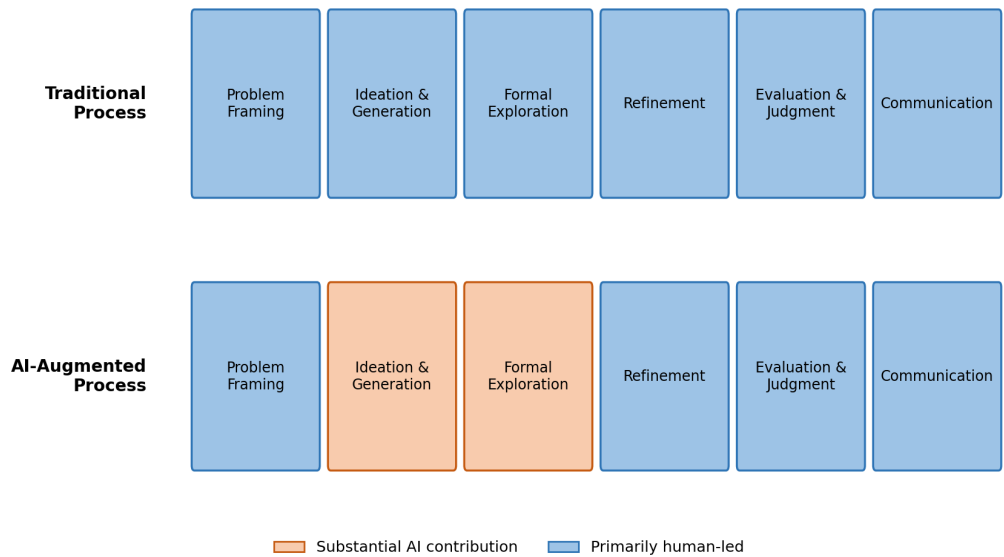 Traditional
Process
Problem
Framing
Ideation &
Generation
Formal
Exploration
Refinement
Evaluation &
Judgment
Communication
AI-Augmented
Process
Problem
Framing
Ideation &
Generation
Formal
Exploration
Refinement
Evaluation &
Judgment
Communication
Substantial AI contribution
Primarily human-led